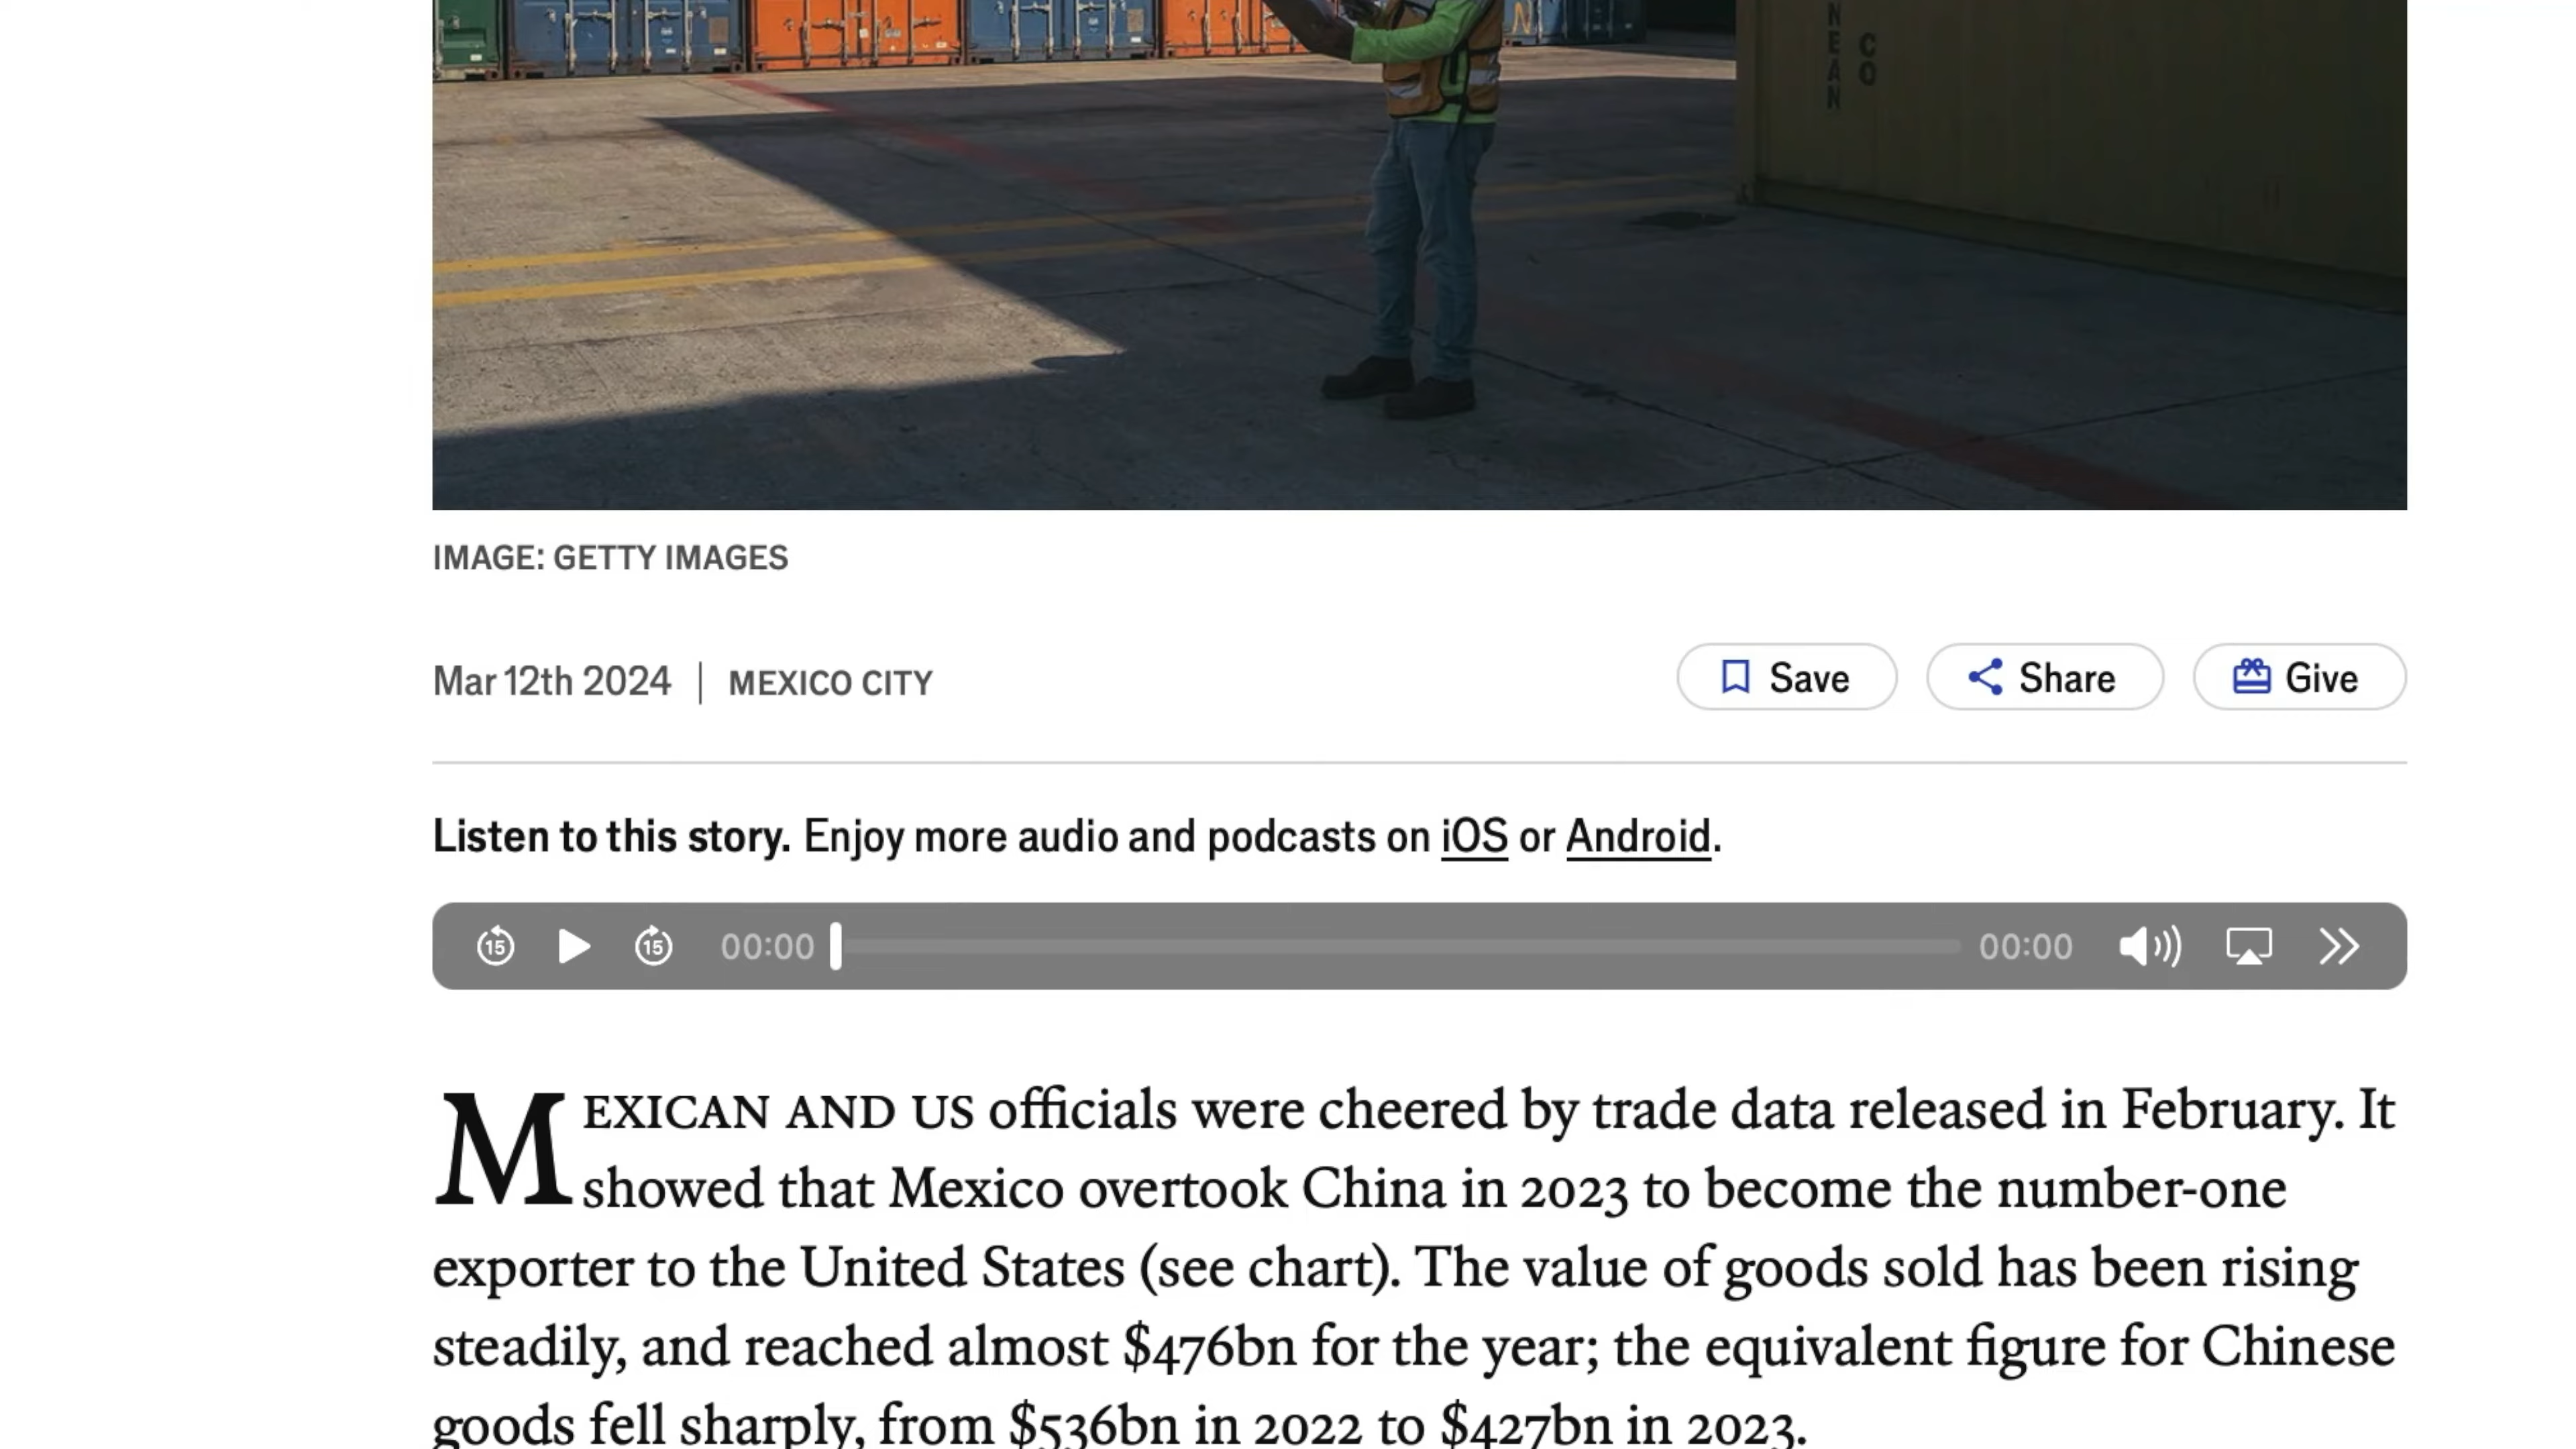 NEAN
CO
IMAGE: GETTY IMAGES
Mar 12th 2024 | MEXICO CITY
Save
Share
Give
Listen to this story. Enjoy more audio and podcasts on iOS or Android.
15
15
00:00
00:00
MEXICAN AND US officials were cheered by trade data released in February. It
showed that Mexico overtook China in 2023 to become the number-one
exporter to the United States (see chart). The value of goods sold has been rising
steadily, and reached almost $476bn for the year; the equivalent figure for Chinese
goods fell sharply, from $536bn in 2022 to $427bn in 2023.